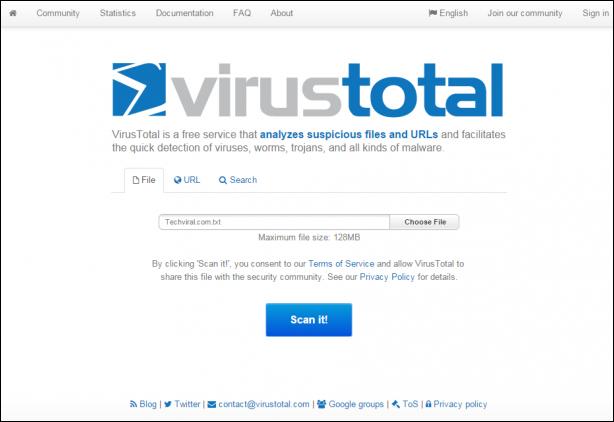 Community Statistics Documentation FAQ About English Join our community Sign in
virustotal
VirusTotal is a free service that analyzes suspicious files and URLs and facilitates
the quick detection of viruses, worms, trojans, and all kinds of malware.
File URL Search
Techviral.com.txt Choose File
Maximum file size: 128MB
By clicking 'Scan it!', you consent to our Terms of Service and allow VirusTotal to
share this file with the security community. See our Privacy Policy for details.
Scan it!
Blog | Twitter | contact@virustotal.com | Google groups | ToS | Privacy policy